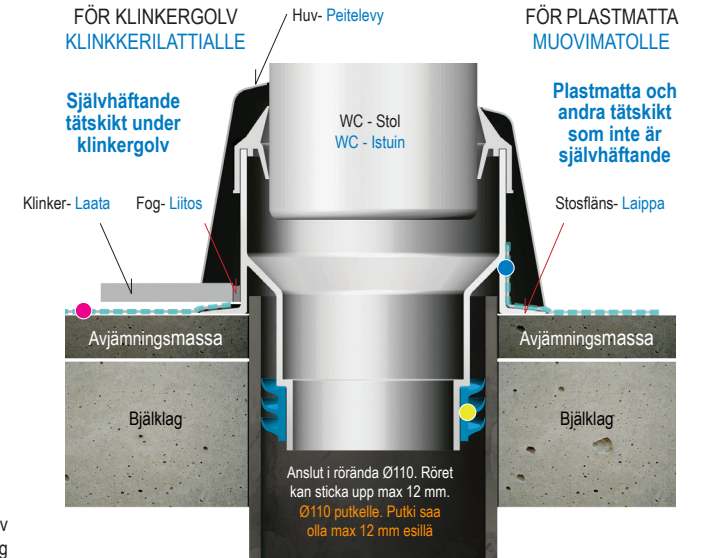 FÖR KLINKERGOLV
KLINKKERILATTIALLE
Huv- Peitelevy
FÖR PLASTMATTA
MUOVIMATOLLE
Självhäftande
tätskikt under
klinkergolv
WC - Stol
WC - Istuin
Plastmatta och
andra tätskikt
som inte är
självhäftande
Klinker- Laata
Fog- Liitos
Stosfläns- Laippa
Avjämningsmassa
Avjämningsmassa
Bjälklag
Bjälklag
Anslut i rörända Ø110. Röret
kan sticka upp max 12 mm.
Ø110 putkelle. Putki saa
olla max 12 mm esillä
v
g